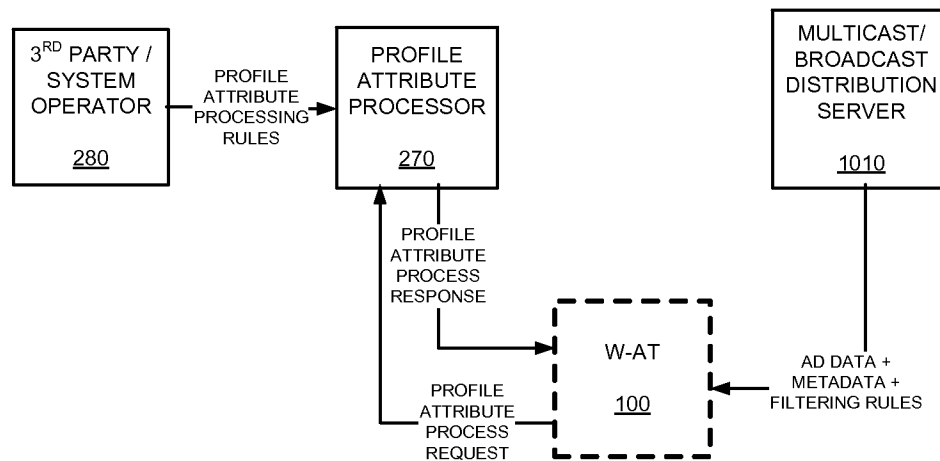 3RD PARTY /
SYSTEM
OPERATOR
280
PROFILE
ATTRIBUTE
PROCESSING
RULES
PROFILE
ATTRIBUTE
PROCESSOR
270
MULTICAST/
BROADCAST
DISTRIBUTION
SERVER
1010
PROFILE
ATTRIBUTE
PROCESS
RESPONSE
W-AT
100
AD DATA +
METADATA +
FILTERING RULES
PROFILE
ATTRIBUTE
PROCESS
REQUEST